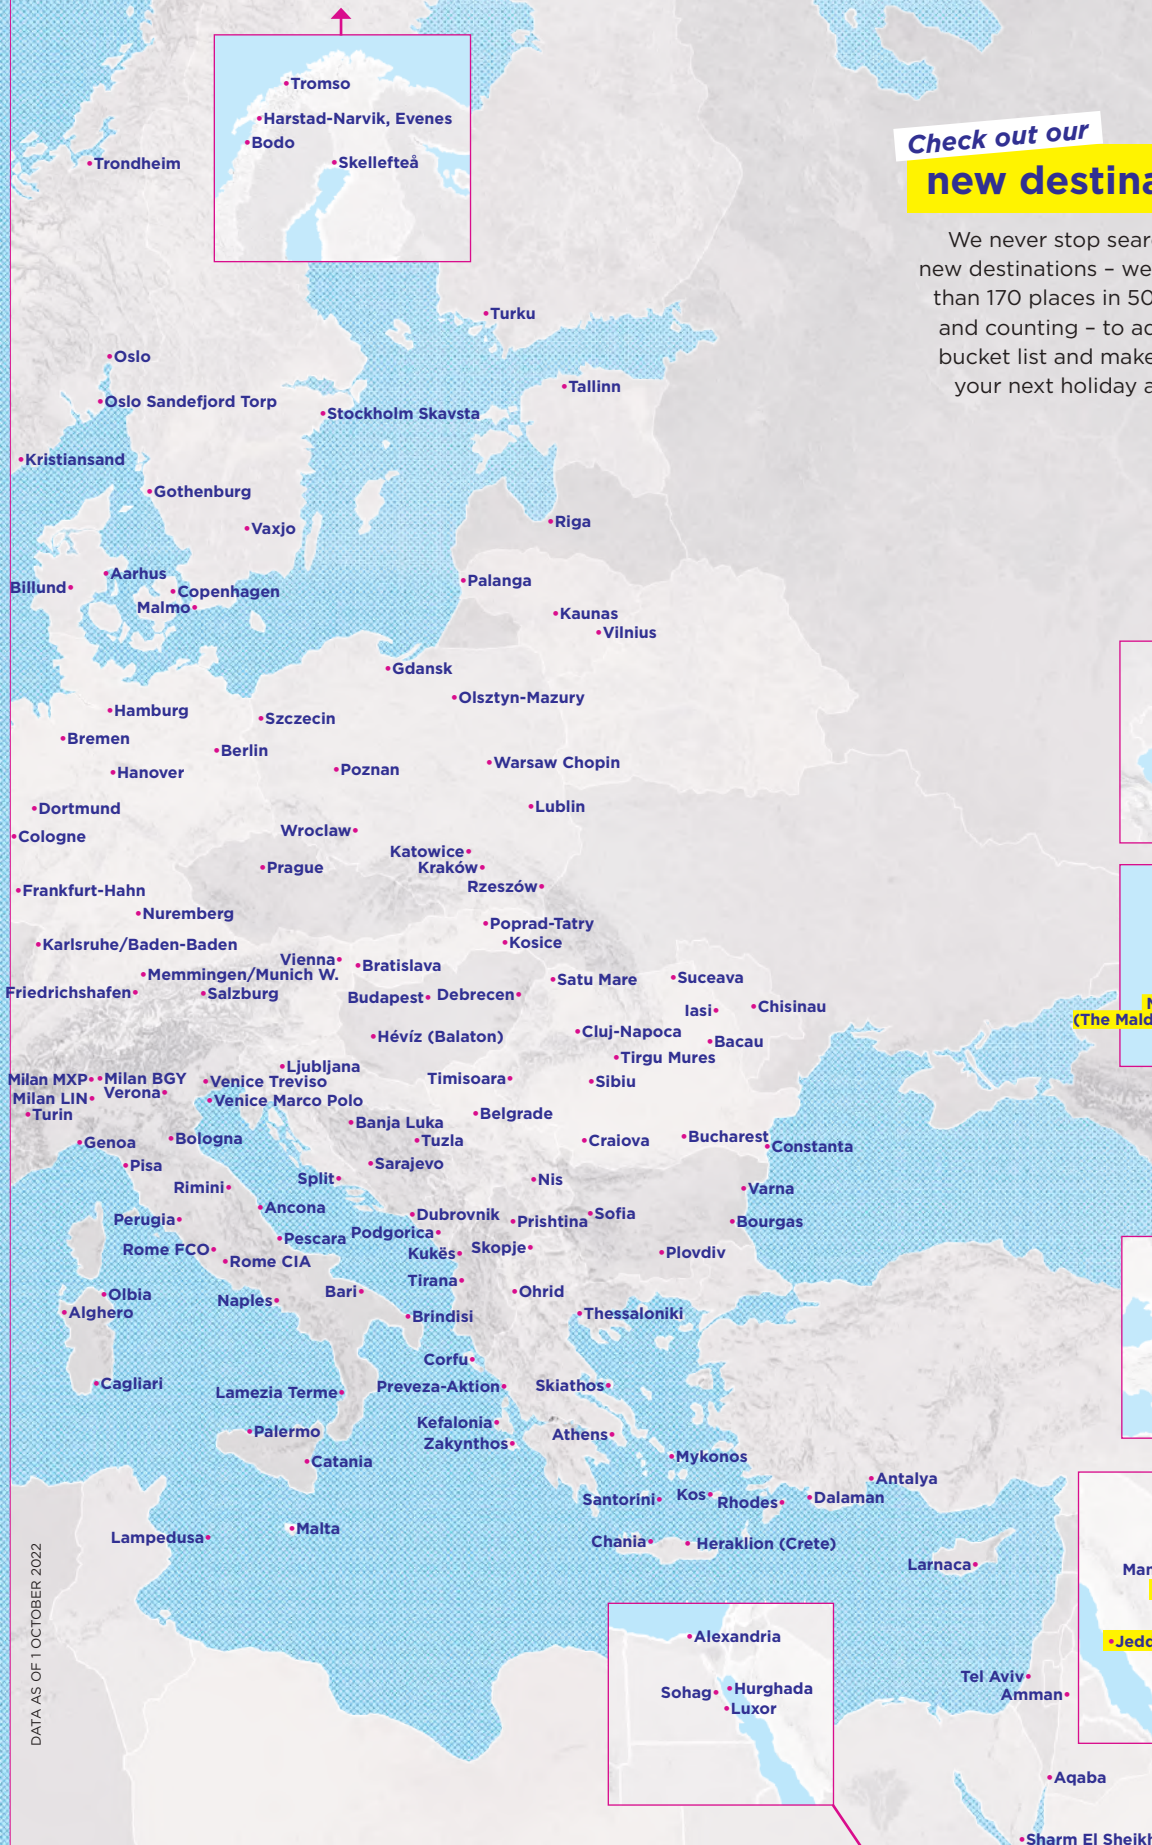 Tromso
Harstad-Narvik, Evenes
Bodo
Skellefteå
Trondheim
Check out our
new destina
We never stop sear
new destinations – we
than 170 places in 50
and counting – to ad
bucket list and make
your next holiday a
Turku
Oslo
Tallinn
Oslo Sandefjord Torp
Stockholm Skavsta
Kristiansand
Gothenburg
Riga
Vaxjo
Aarhus
Palanga
Billund
Copenhagen
Malmo
Kaunas
Vilnius
Gdansk
Olsztyn-Mazury
Hamburg
Szczecin
Bremen
Berlin
Warsaw Chopin
Hanover
Poznan
Dortmund
Lublin
Cologne
Wroclaw
Katowice
Prague
Kraków
Rzeszów
Frankfurt-Hahn
Nuremberg
Poprad-Tatry
Karlsruhe/Baden-Baden
Kosice
Vienna
Bratislava
Memmingen/Munich W.
Satu Mare
Suceava
Friedrichshafen
Salzburg
Budapest
Debrecen
Iasi
Chisinau
(The Mald
Hévíz (Balaton)
Cluj-Napoca
Bacau
Tirgu Mures
Ljubljana
Milan MXP
Milan BGY
Venice Treviso
Timisoara
Sibiu
Milan LIN
Verona
Venice Marco Polo
Turin
Belgrade
Banja Luka
Genoa
Bologna
Tuzla
Craiova
Bucharest
Constanta
Pisa
Sarajevo
Rimini
Split
Nis
Varna
Ancona
Perugia
Dubrovnik
Prishtina
Sofia
Bourgas
Pescara
Podgorica
Rome FCO
Kukës
Skopje
Plovdiv
Rome CIA
Tirana
Olbia
Naples
Bari
Ohrid
Alghero
Brindisi
Thessaloniki
Corfu
Cagliari
Lamezia Terme
Preveza-Aktion
Skiathos
Kefalonia
Palermo
Zakynthos
Athens
Catania
Mykonos
Antalya
Santorini
Kos
Rhodes
Dalaman
Malta
Lampedusa
Chania
Heraklion (Crete)
Larnaca
Man
Alexandria
Jedd
Sohag
Hurghada
Luxor
Tel Aviv
Amman
Aqaba
Sharm El Sheikh
DATA AS OF 1 OCTOBER 2022